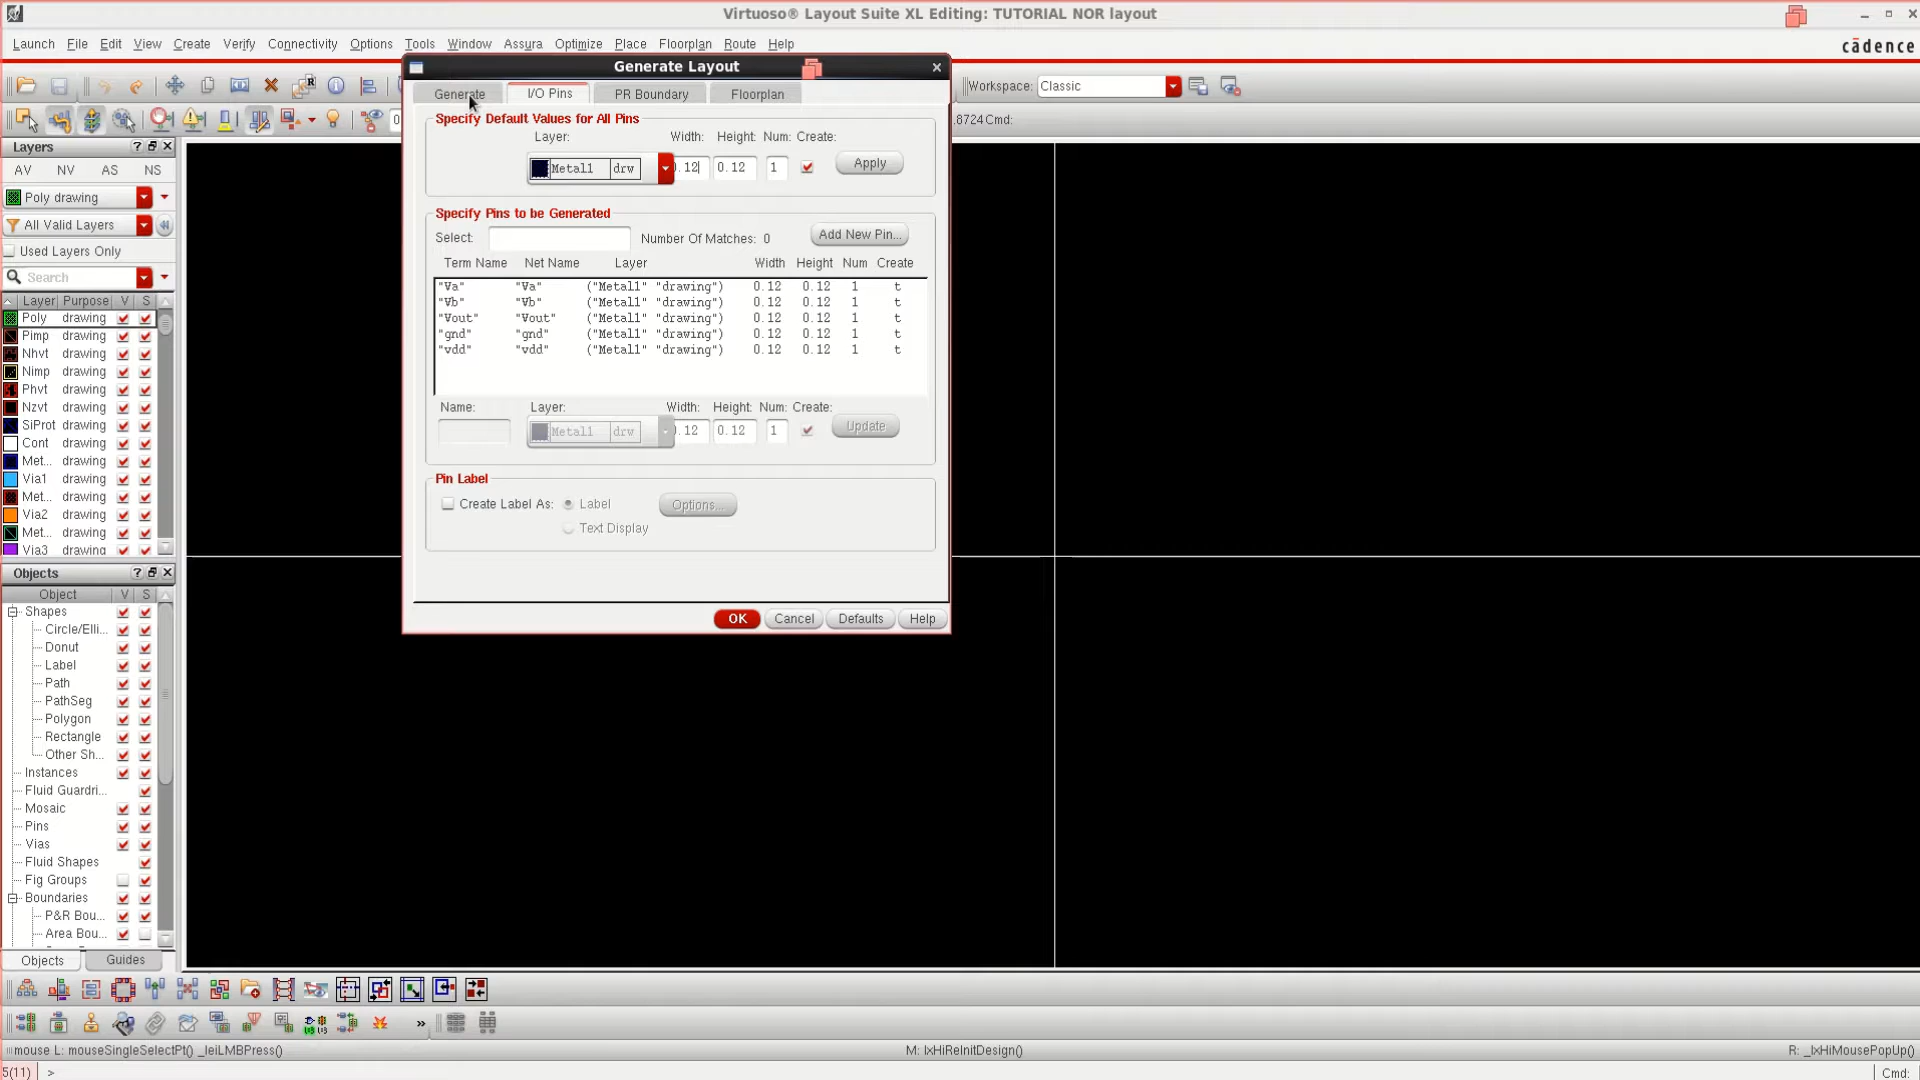 Virtuoso® Layout Suite XL Editing: TUTORIAL NOR layout
Launch File Edit View Create Verify Connectivity Options Tools Window Assura Optimize Place Floorplan Route Help
cādence
Workspace: Classic
.8724 Cmd:
0
Layers
AV NV AS NS
Poly drawing
All Valid Layers
Used Layers Only
Search
Layer Purpose V S
Poly drawing
Pimp drawing
Nhvt drawing
Nimp drawing
Phvt drawing
Nzvt drawing
SiProt drawing
Cont drawing
Met... drawing
Via1 drawing
Met... drawing
Via2 drawing
Met... drawing
Via3 drawing
Objects
Object V S
Shapes
Circle/Elli...
Donut
Label
Path
PathSeg
Polygon
Rectangle
Other Sh...
Instances
Fluid Guardri...
Mosaic
Pins
Vias
Fluid Shapes
Fig Groups
Boundaries
P&R Bou...
Area Bou...
Objects Guides
Generate Layout
Generate I/O Pins PR Boundary Floorplan
Specify Default Values for All Pins
Layer: Width: Height: Num: Create:
Metal1 drw .12 0.12 1 Apply
Specify Pins to be Generated
Select: Number Of Matches: 0 Add New Pin...
Term Name Net Name Layer Width Height Num Create
"Va" "Va" ("Metal1" "drawing") 0.12 0.12 1 t
"Vb" "Vb" ("Metal1" "drawing") 0.12 0.12 1 t
"Vout" "Vout" ("Metal1" "drawing") 0.12 0.12 1 t
"gnd" "gnd" ("Metal1" "drawing") 0.12 0.12 1 t
"vdd" "vdd" ("Metal1" "drawing") 0.12 0.12 1 t
Name: Layer: Width: Height: Num: Create:
Metal1 drw .12 0.12 1 Update
Pin Label
Create Label As: Label Options...
Text Display
OK Cancel Defaults Help
»
mouse L: mouseSingleSelectPt() _leiLMBPress() M: lxHiReInitDesign() R: _lxHiMousePopUp()
5(11) > Cmd: